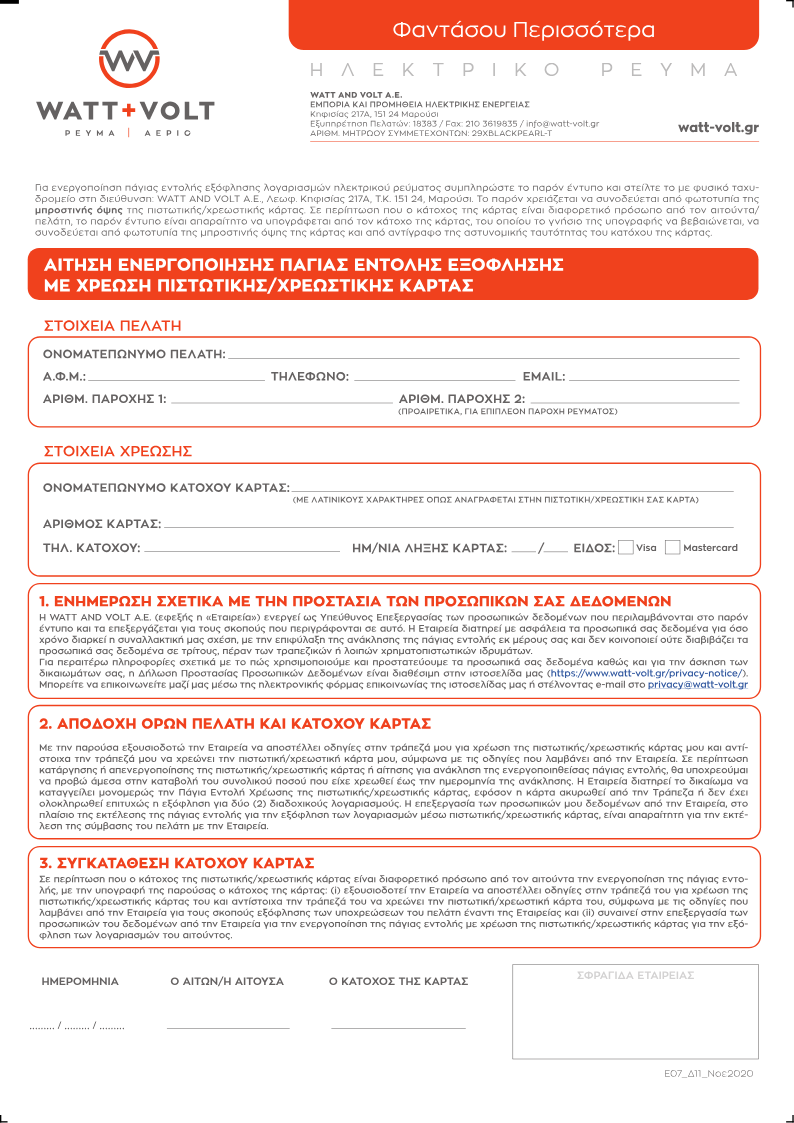 Φαντάσου Περισσότερα
WATT+VOLT
ΡΕΥΜΑ | ΑΕΡΙΟ
ΗΛΕΚΤΡΙΚΟ ΡΕΥΜΑ
WATT AND VOLT A.E.
ΕΜΠΟΡΙΑ ΚΑΙ ΠΡΟΜΗΘΕΙΑ ΗΛΕΚΤΡΙΚΗΣ ΕΝΕΡΓΕΙΑΣ
Κηφισίας 217Α, 151 24 Μαρούσι
Εξυπηρέτηση Πελατών: 18383 / Fax: 210 3619835 / info@watt-volt.gr
ΑΡΙΘΜ. ΜΗΤΡΩΟΥ ΣΥΜΜΕΤΕΧΟΝΤΩΝ: 29XBLACKPEARL-T
watt-volt.gr
Για ενεργοποίηση πάγιας εντολής εξόφλησης λογαριασμών ηλεκτρικού ρεύματος συμπληρώστε το παρόν έντυπο και στείλτε το με φυσικό ταχυ-
δρομείο στη διεύθυνση: WATT AND VOLT A.E., Λεωφ. Κηφισίας 217Α, Τ.Κ. 151 24, Μαρούσι. Το παρόν χρειάζεται να συνοδεύεται από φωτοτυπία της
μπροστινής όψης της πιστωτικής/χρεωστικής κάρτας. Σε περίπτωση που ο κάτοχος της κάρτας είναι διαφορετικό πρόσωπο από τον αιτούντα/
πελάτη, το παρόν έντυπο είναι απαραίτητο να υπογράφεται από τον κάτοχο της κάρτας, του οποίου το γνήσιο της υπογραφής να βεβαιώνεται, να
συνοδεύεται από φωτοτυπία της μπροστινής όψης της κάρτας και από αντίγραφο της αστυνομικής ταυτότητας του κατόχου της κάρτας.
ΑΙΤΗΣΗ ΕΝΕΡΓΟΠΟΙΗΣΗΣ ΠΑΓΙΑΣ ΕΝΤΟΛΗΣ ΕΞΟΦΛΗΣΗΣ
ΜΕ ΧΡΕΩΣΗ ΠΙΣΤΩΤΙΚΗΣ/ΧΡΕΩΣΤΙΚΗΣ ΚΑΡΤΑΣ
ΣΤΟΙΧΕΙΑ ΠΕΛΑΤΗ
ΟΝΟΜΑΤΕΠΩΝΥΜΟ ΠΕΛΑΤΗ:
Α.Φ.Μ.: ΤΗΛΕΦΩΝΟ: EMAIL:
ΑΡΙΘΜ. ΠΑΡΟΧΗΣ 1: ΑΡΙΘΜ. ΠΑΡΟΧΗΣ 2:
(ΠΡΟΑΙΡΕΤΙΚΑ, ΓΙΑ ΕΠΙΠΛΕΟΝ ΠΑΡΟΧΗ ΡΕΥΜΑΤΟΣ)
ΣΤΟΙΧΕΙΑ ΧΡΕΩΣΗΣ
ΟΝΟΜΑΤΕΠΩΝΥΜΟ ΚΑΤΟΧΟΥ ΚΑΡΤΑΣ:
(ΜΕ ΛΑΤΙΝΙΚΟΥΣ ΧΑΡΑΚΤΗΡΕΣ ΟΠΩΣ ΑΝΑΓΡΑΦΕΤΑΙ ΣΤΗΝ ΠΙΣΤΩΤΙΚΗ/ΧΡΕΩΣΤΙΚΗ ΣΑΣ ΚΑΡΤΑ)
ΑΡΙΘΜΟΣ ΚΑΡΤΑΣ:
ΤΗΛ. ΚΑΤΟΧΟΥ: ΗΜ/ΝΙΑ ΛΗΞΗΣ ΚΑΡΤΑΣ: / ΕΙΔΟΣ: Visa Mastercard
1. ΕΝΗΜΕΡΩΣΗ ΣΧΕΤΙΚΑ ΜΕ ΤΗΝ ΠΡΟΣΤΑΣΙΑ ΤΩΝ ΠΡΟΣΩΠΙΚΩΝ ΣΑΣ ΔΕΔΟΜΕΝΩΝ
Η WATT AND VOLT A.E. (εφεξής η «Εταιρεία») ενεργεί ως Υπεύθυνος Επεξεργασίας των προσωπικών δεδομένων που περιλαμβάνονται στο παρόν
έντυπο και τα επεξεργάζεται για τους σκοπούς που περιγράφονται σε αυτό. Η Εταιρεία διατηρεί με ασφάλεια τα προσωπικά σας δεδομένα για όσο
χρόνο διαρκεί η συναλλακτική μας σχέση, με την επιφύλαξη της ανάκλησης της πάγιας εντολής εκ μέρους σας και δεν κοινοποιεί ούτε διαβιβάζει τα
προσωπικά σας δεδομένα σε τρίτους, πέραν των τραπεζικών ή λοιπών χρηματοπιστωτικών ιδρυμάτων.
Για περαιτέρω πληροφορίες σχετικά με το πώς χρησιμοποιούμε και προστατεύουμε τα προσωπικά σας δεδομένα καθώς και για την άσκηση των
δικαιωμάτων σας, η Δήλωση Προστασίας Προσωπικών Δεδομένων είναι διαθέσιμη στην ιστοσελίδα μας (https://www.watt-volt.gr/privacy-notice/).
Μπορείτε να επικοινωνείτε μαζί μας μέσω της ηλεκτρονικής φόρμας επικοινωνίας της ιστοσελίδας μας ή στέλνοντας e-mail στο privacy@watt-volt.gr
2. ΑΠΟΔΟΧΗ ΟΡΩΝ ΠΕΛΑΤΗ ΚΑΙ ΚΑΤΟΧΟΥ ΚΑΡΤΑΣ
Με την παρούσα εξουσιοδοτώ την Εταιρεία να αποστέλλει οδηγίες στην τράπεζά μου για χρέωση της πιστωτικής/χρεωστικής κάρτας μου και αντί-
στοιχα την τράπεζά μου να χρεώνει την πιστωτική/χρεωστική κάρτα μου, σύμφωνα με τις οδηγίες που λαμβάνει από την Εταιρεία. Σε περίπτωση
κατάργησης ή απενεργοποίησης της πιστωτικής/χρεωστικής κάρτας ή αίτησης για ανάκληση της ενεργοποιηθείσας πάγιας εντολής, θα υποχρεούμαι
να προβώ άμεσα στην καταβολή του συνολικού ποσού που είχε χρεωθεί έως την ημερομηνία της ανάκλησης. Η Εταιρεία διατηρεί το δικαίωμα να
καταγγείλει μονομερώς την Πάγια Εντολή Χρέωσης της πιστωτικής/χρεωστικής κάρτας, εφόσον η κάρτα ακυρωθεί από την Τράπεζα ή δεν έχει
ολοκληρωθεί επιτυχώς η εξόφληση για δύο (2) διαδοχικούς λογαριασμούς. Η επεξεργασία των προσωπικών μου δεδομένων από την Εταιρεία, στο
πλαίσιο της εκτέλεσης της πάγιας εντολής για την εξόφληση των λογαριασμών μέσω πιστωτικής/χρεωστικής κάρτας, είναι απαραίτητη για την εκτέ-
λεση της σύμβασης του πελάτη με την Εταιρεία.
3. ΣΥΓΚΑΤΑΘΕΣΗ ΚΑΤΟΧΟΥ ΚΑΡΤΑΣ
Σε περίπτωση που ο κάτοχος της πιστωτικής/χρεωστικής κάρτας είναι διαφορετικό πρόσωπο από τον αιτούντα την ενεργοποίηση της πάγιας εντο-
λής, με την υπογραφή της παρούσας ο κάτοχος της κάρτας: (i) εξουσιοδοτεί την Εταιρεία να αποστέλλει οδηγίες στην τράπεζά του για χρέωση της
πιστωτικής/χρεωστικής κάρτας του και αντίστοιχα την τράπεζά του να χρεώνει την πιστωτική/χρεωστική κάρτα του, σύμφωνα με τις οδηγίες που
λαμβάνει από την Εταιρεία για τους σκοπούς εξόφλησης των υποχρεώσεων του πελάτη έναντι της Εταιρείας και (ii) συναινεί στην επεξεργασία των
προσωπικών του δεδομένων από την Εταιρεία για την ενεργοποίηση της πάγιας εντολής με χρέωση της πιστωτικής/χρεωστικής κάρτας για την εξό-
φληση των λογαριασμών του αιτούντος.
ΗΜΕΡΟΜΗΝΙΑ Ο ΑΙΤΩΝ/Η ΑΙΤΟΥΣΑ Ο ΚΑΤΟΧΟΣ ΤΗΣ ΚΑΡΤΑΣ ΣΦΡΑΓΙΔΑ ΕΤΑΙΡΕΙΑΣ
......... / ......... / .........
Ε07_Δ11_Νοε2020